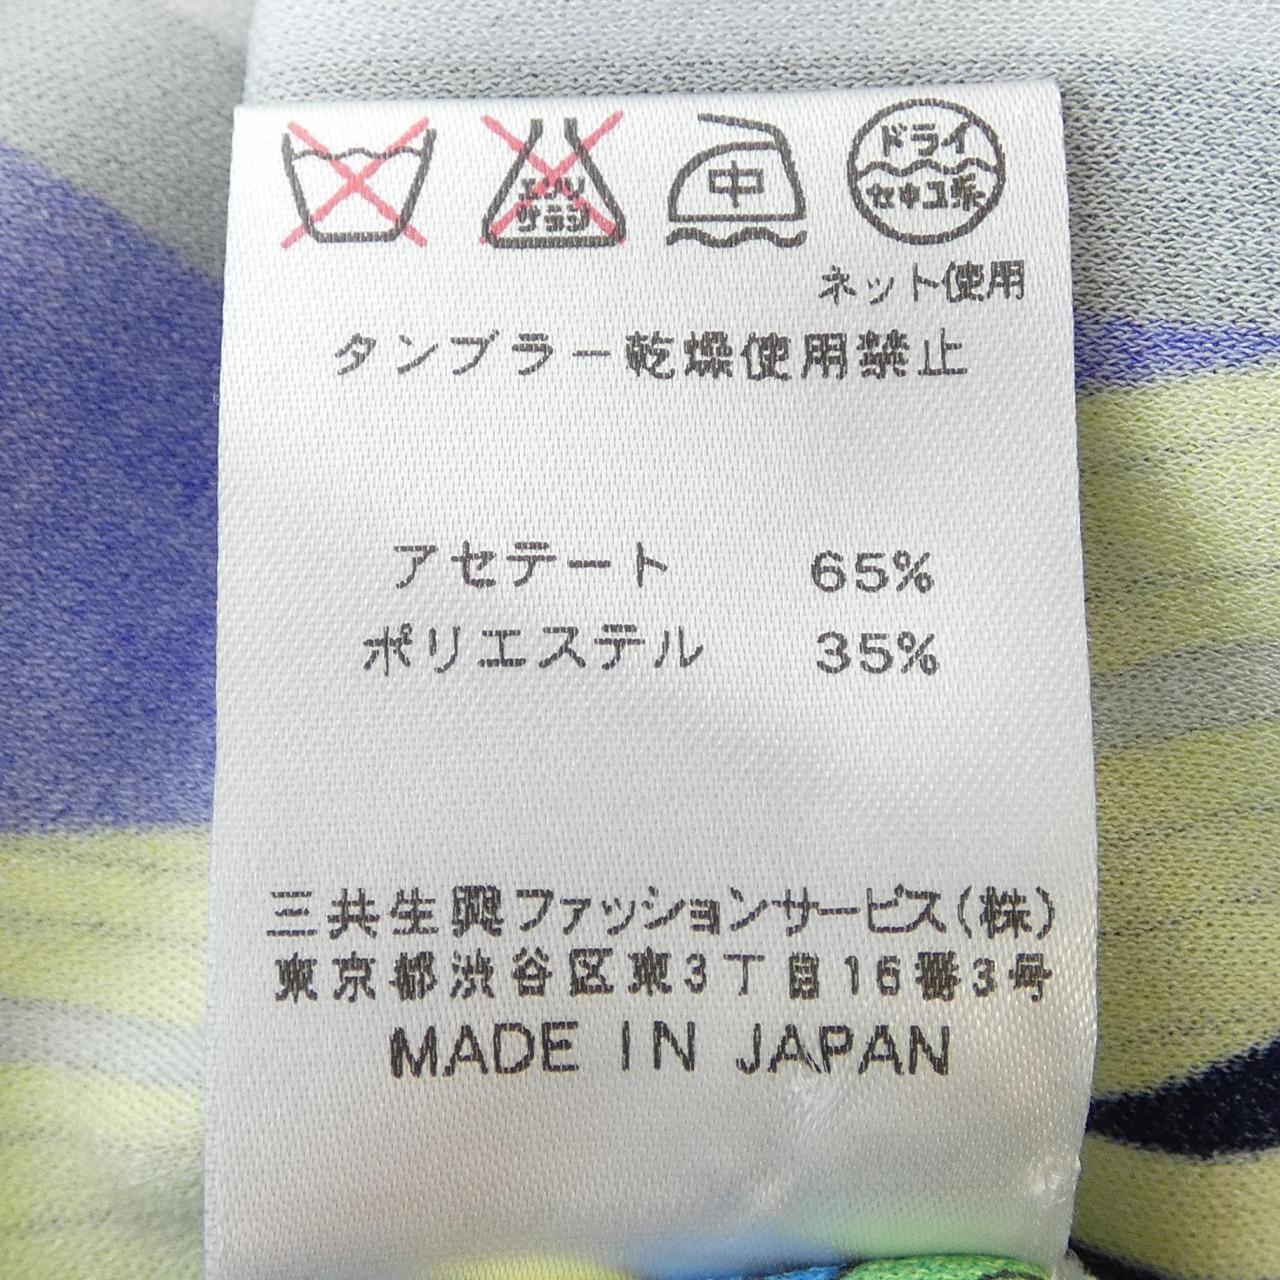 エンソ
サラシ
中
ドライ
セキユ系
ネット使用
タンブラー乾燥使用禁止
アセテート 65%
ポリエステル 35%
三共生興ファッションサービス(株)
東京都渋谷区東3丁目16番3号
MADE IN JAPAN